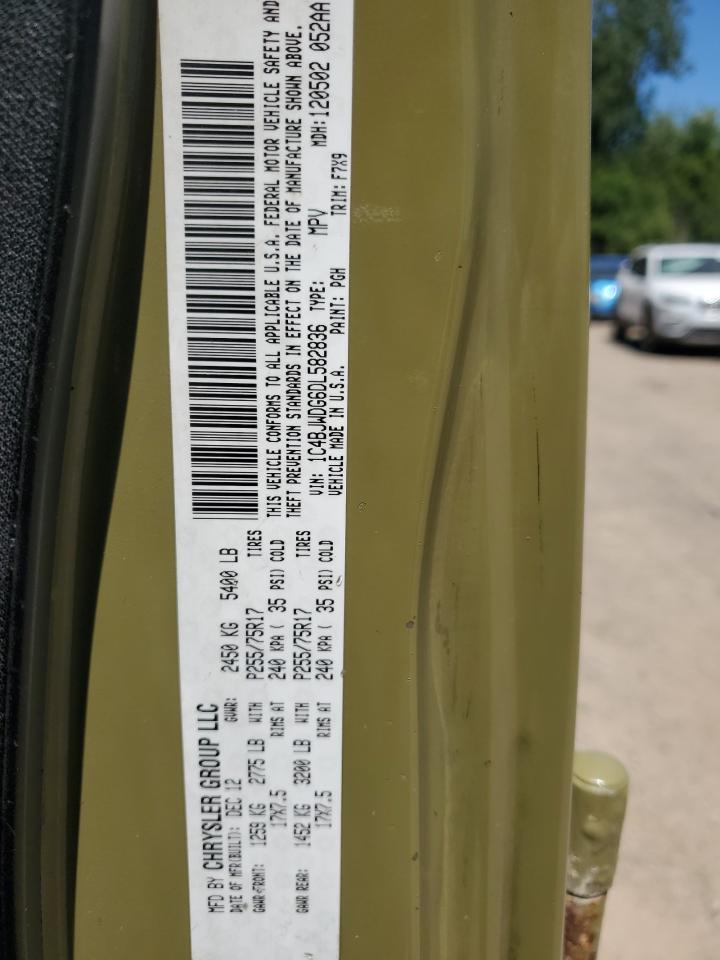 MFD BY CHRYSLER GROUP LLC
DATE OF MFR(BUILT): DEC 12 GVWR: 2450 KG 5400 LB
GAWR-FRONT: 1259 KG 2775 LB WITH P255/75R17 TIRES
17X7.5 RIMS AT 240 KPA ( 35 PSI) COLD
GAWR REAR: 1452 KG 3200 LB WITH P255/75R17 TIRES
17X7.5 RIMS AT 240 KPA ( 35 PSI) COLD
THIS VEHICLE CONFORMS TO ALL APPLICABLE U.S.A. FEDERAL MOTOR VEHICLE SAFETY AND
THEFT PREVENTION STANDARDS IN EFFECT ON THE DATE OF MANUFACTURE SHOWN ABOVE.
VIN: 1C4BJWDG6DL582836 TYPE: MPV MDH: 120502 052AA
VEHICLE MADE IN U.S.A. PAINT: PGH TRIM: F7X9